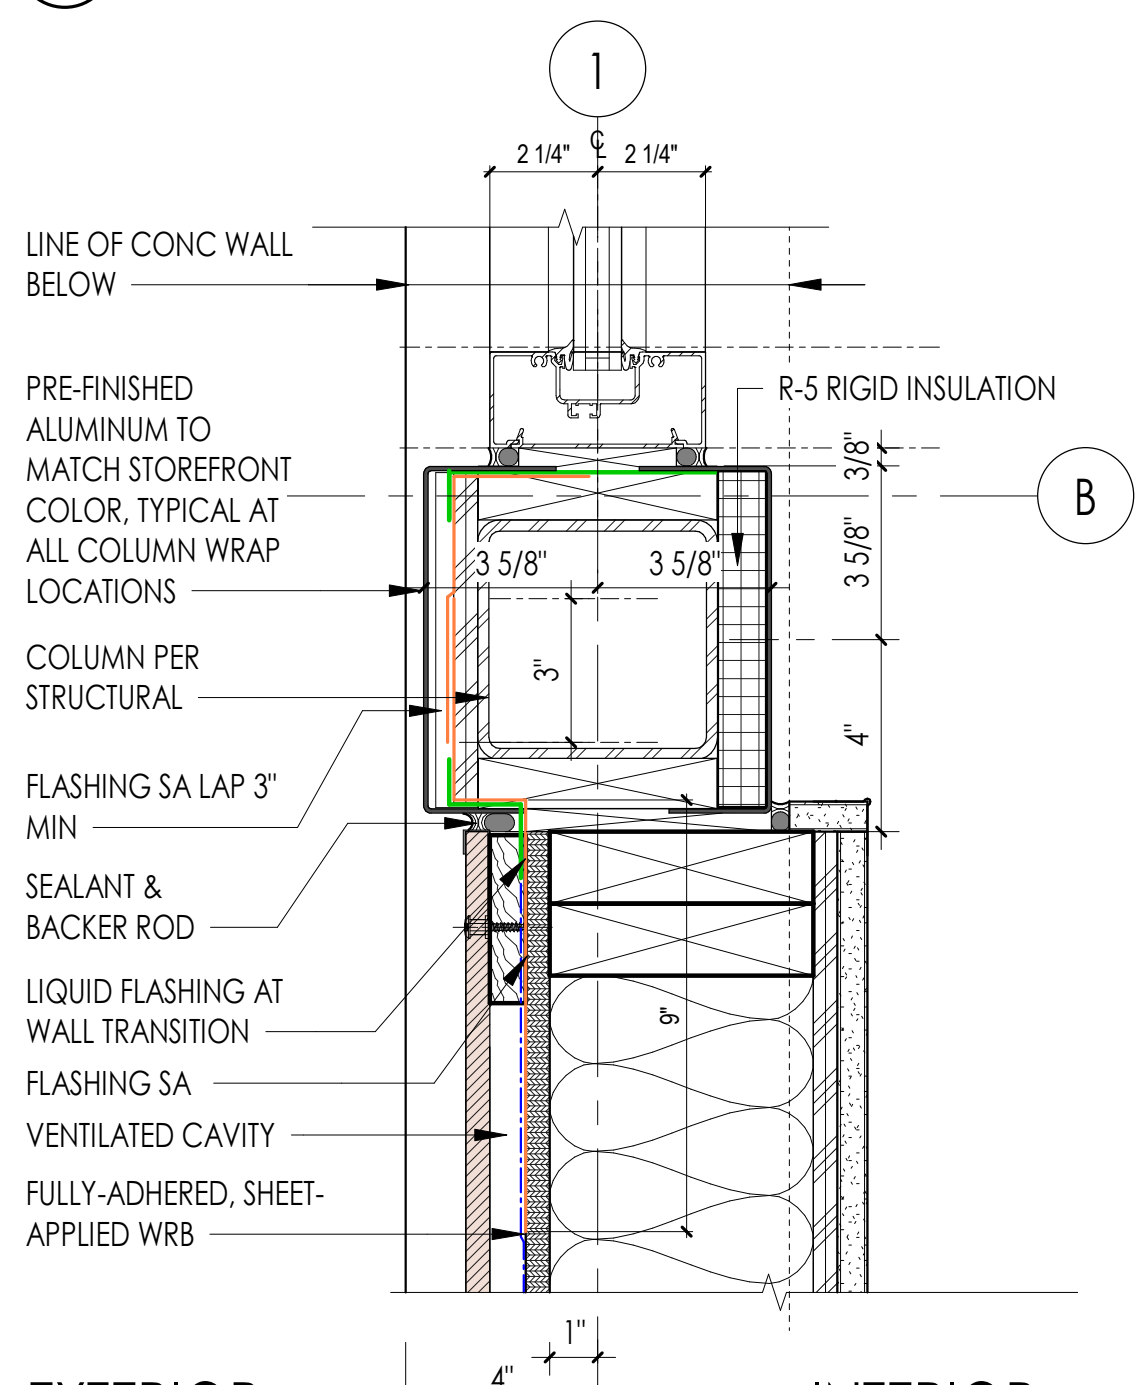 1
2 1/4" ℄ 2 1/4"
LINE OF CONC WALL
BELOW
PRE-FINISHED
ALUMINUM TO
MATCH STOREFRONT
COLOR, TYPICAL AT
ALL COLUMN WRAP
LOCATIONS
R-5 RIGID INSULATION
3/8"
B
3 5/8" 3 5/8"
3 5/8"
COLUMN PER
STRUCTURAL
3"
4"
FLASHING SA LAP 3"
MIN
SEALANT &
BACKER ROD
LIQUID FLASHING AT
WALL TRANSITION
9"
FLASHING SA
VENTILATED CAVITY
FULLY-ADHERED, SHEET-
APPLIED WRB
1"
4"
EXTERIOR
INTERIOR